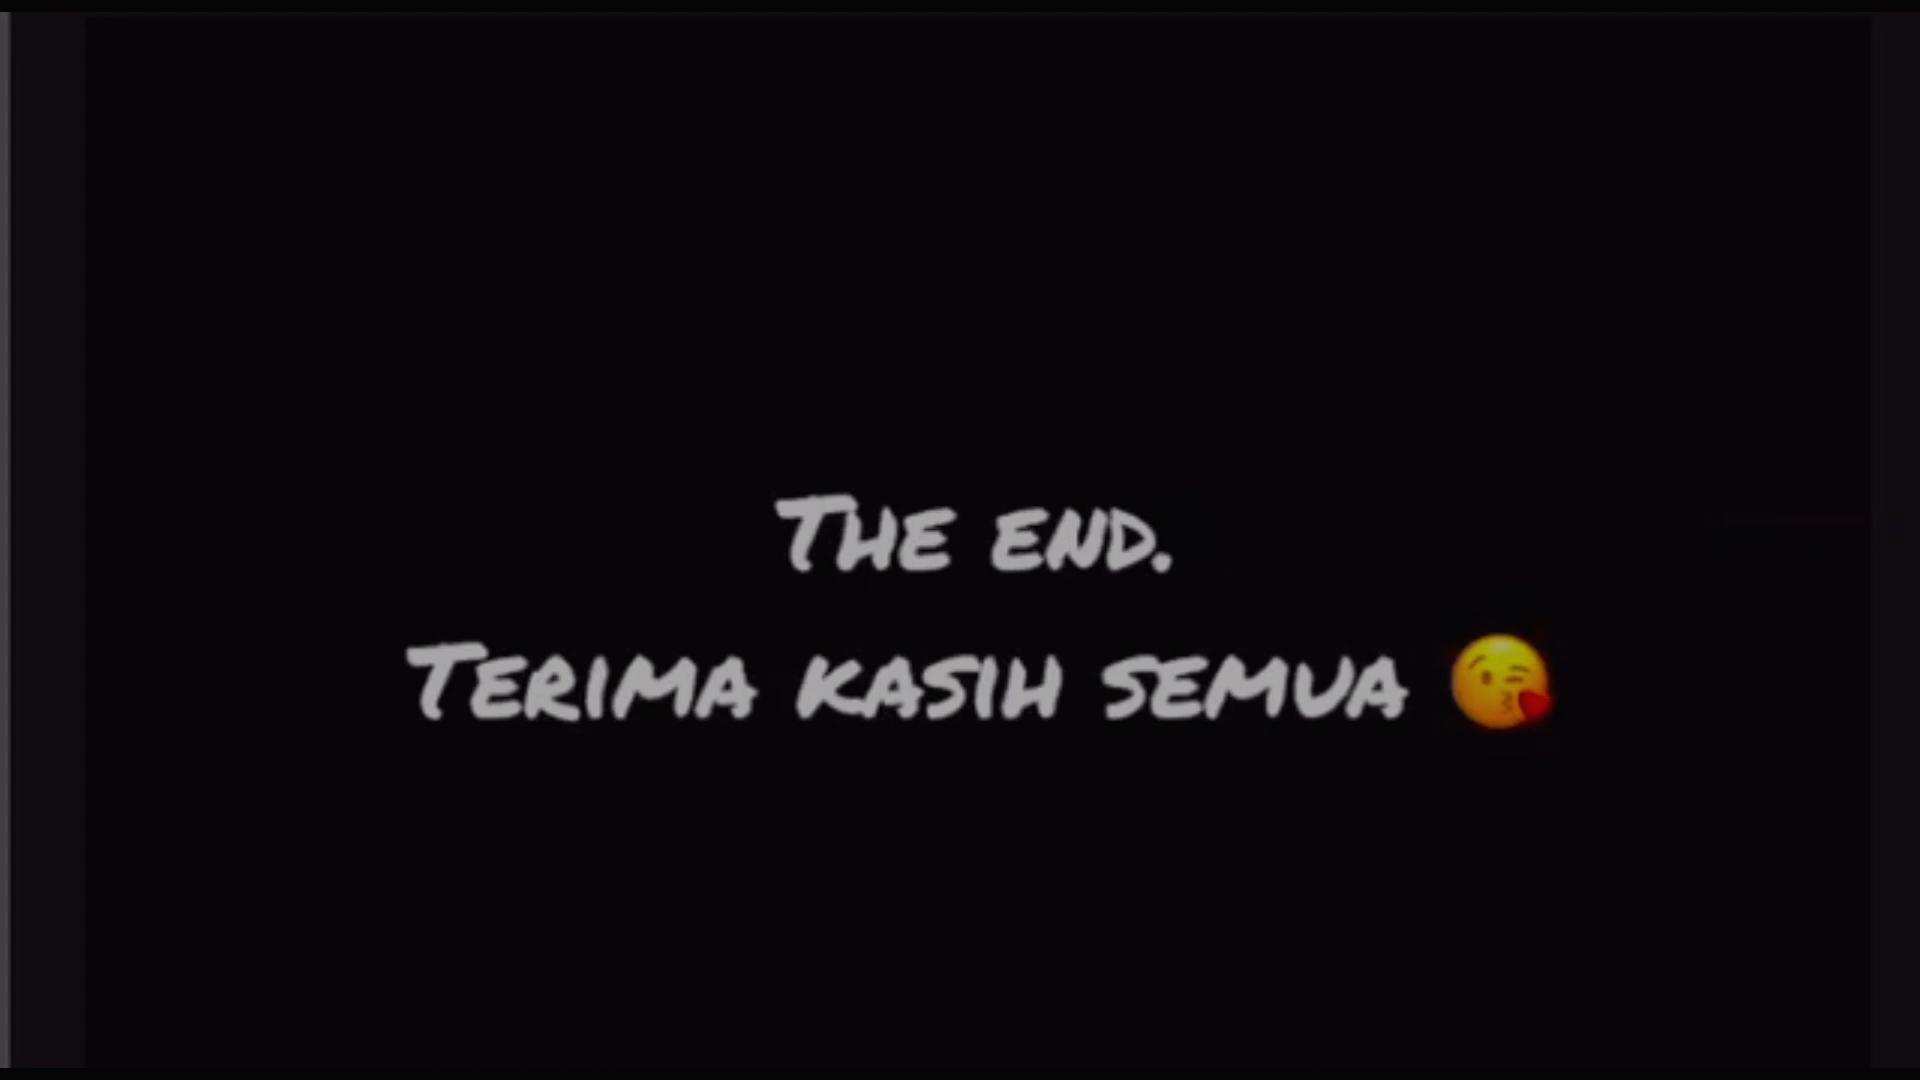 The end.
Terima kasih semua 😘